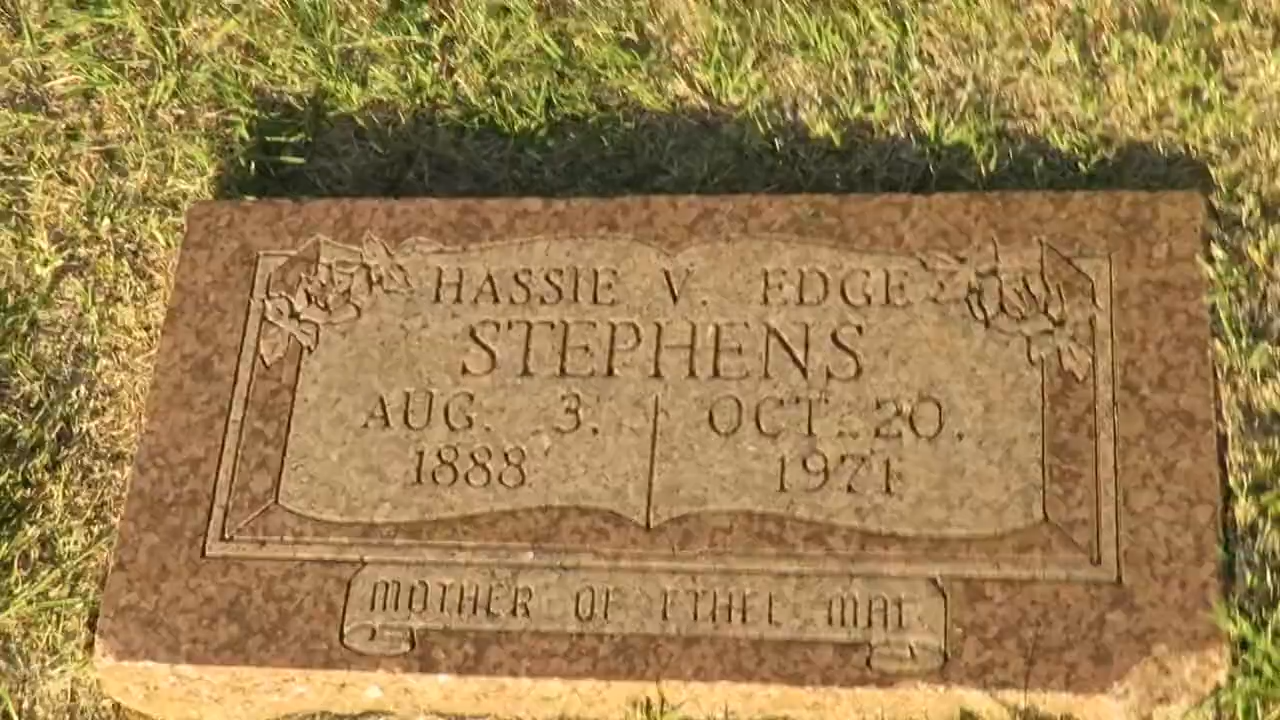 HASSIE V. EDGE
STEPHENS
AUG. 3. OCT. 20.
1888 1971
MOTHER OF ETHEL MAE